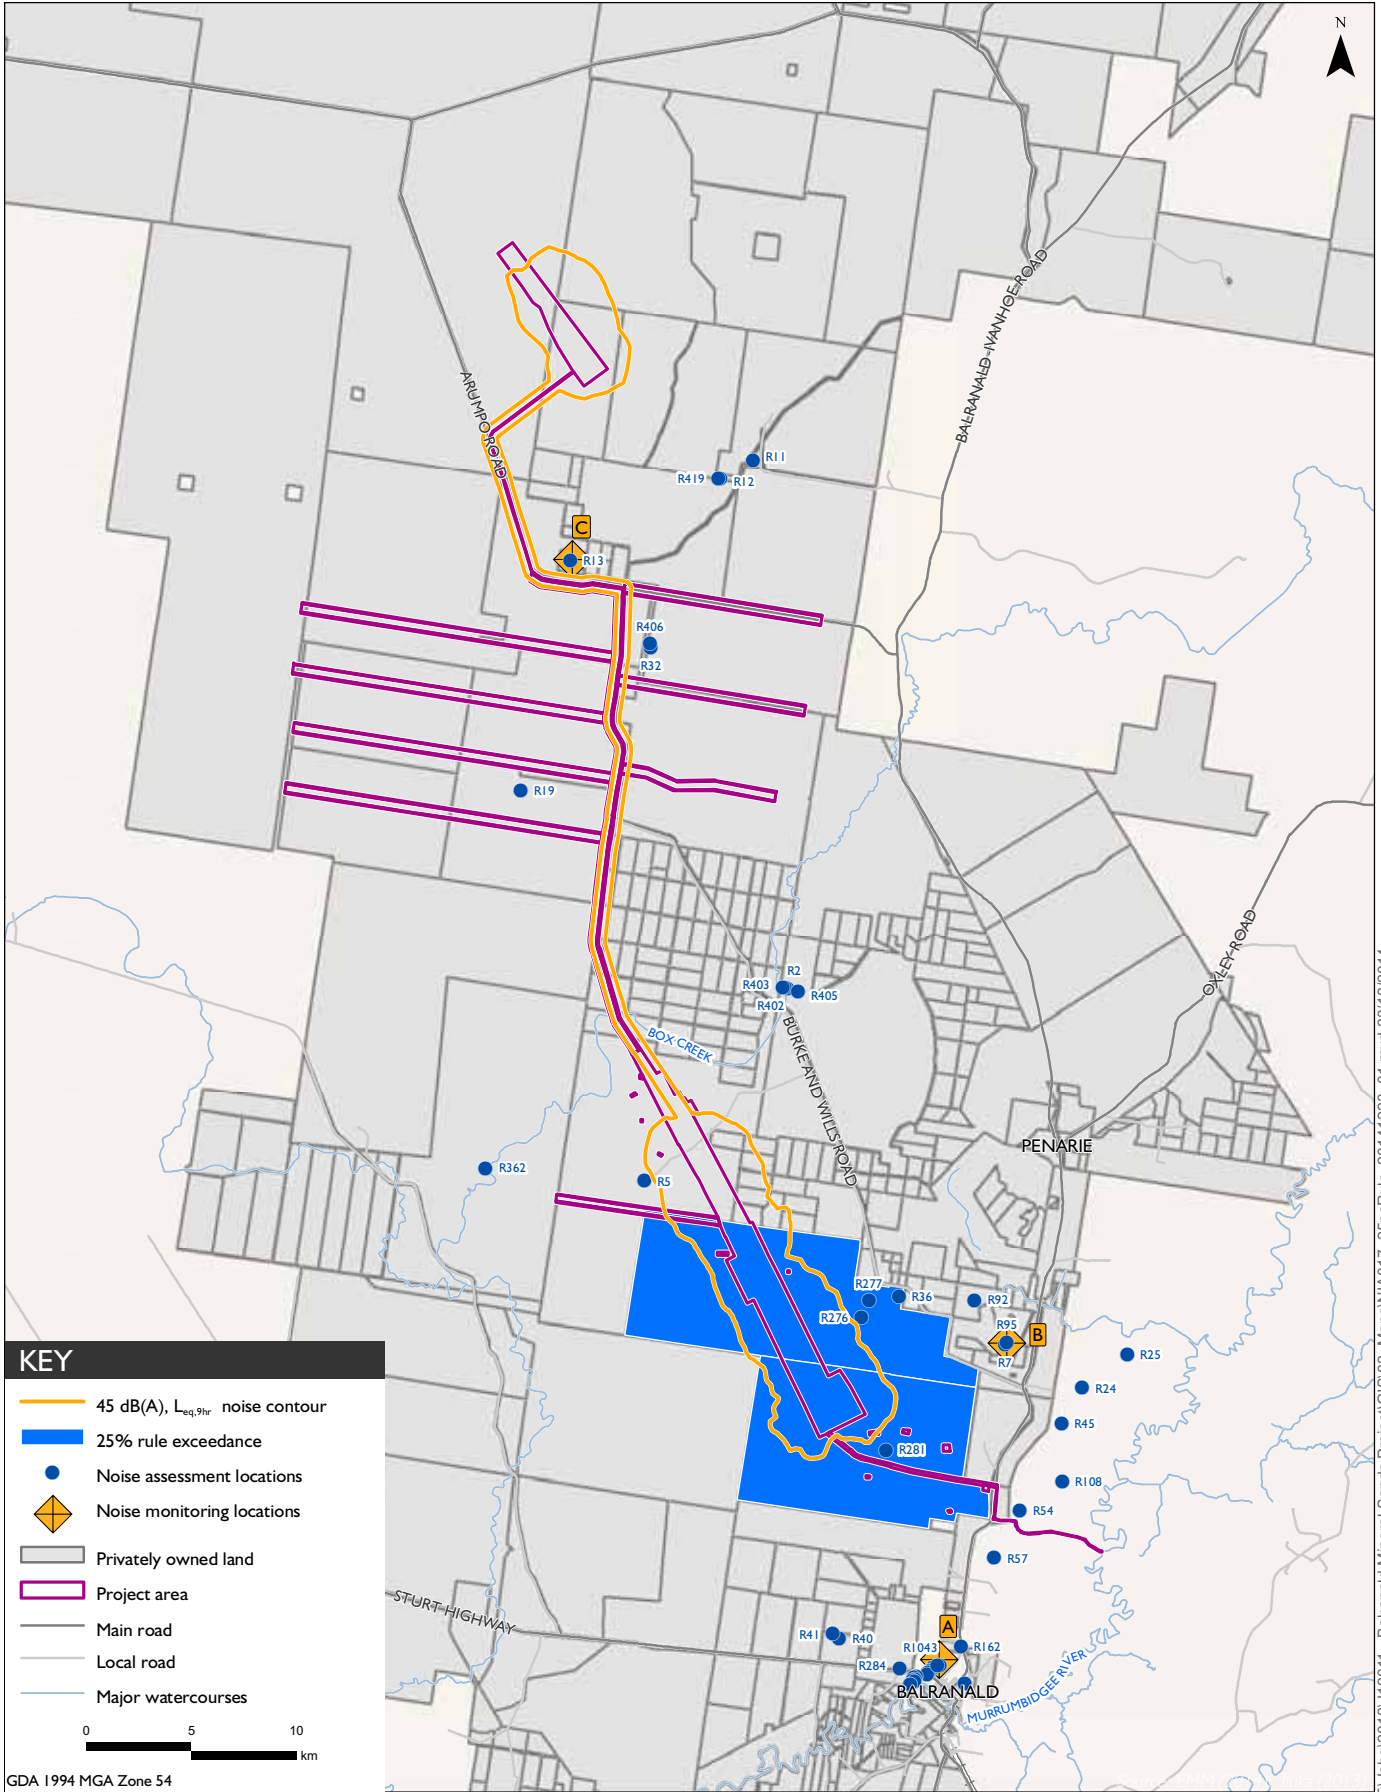 N
BALRANALD-IVANHOE ROAD
ARUMPO ROAD
R11
R419
R12
C
R13
R406
R32
R19
OXLEY ROAD
R2
R403
R405
R402
BOX CREEK
BURKE AND WILLS ROAD
PENARIE
R362
R5
R277
R36
R92
R276
R95
B
R7
R25
R24
R45
R281
R108
R54
R57
STURT HIGHWAY
A
R41
R40
R1043
R162
R284
BALRANALD
MURRUMBIDGEE RIVER
KEY
45 dB(A), Leq,9hr noise contour
25% rule exceedance
Noise assessment locations
Noise monitoring locations
Privately owned land
Project area
Main road
Local road
Major watercourses
0 5 10
km
GDA 1994 MGA Zone 54